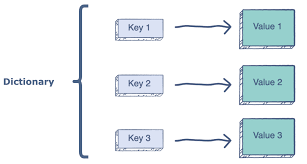 Key 1
Value 1
Dictionary
Key 2
Value 2
Key 3
Value 3